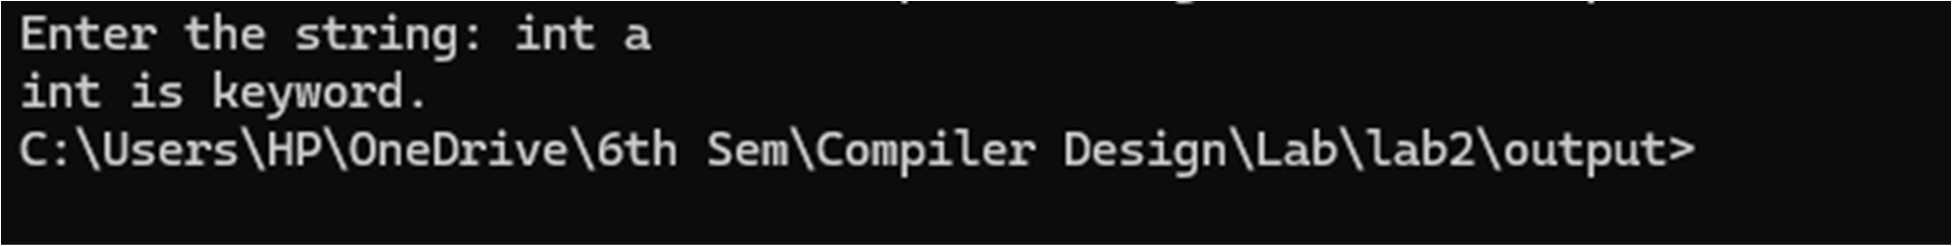 Enter the string: int a
int is keyword.
C:\Users\HP\OneDrive\6th Sem\Compiler Design\Lab\lab2\output>